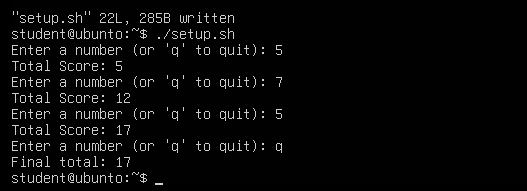 "setup.sh" 22L, 285B written
student@ubunto:~$ ./setup.sh
Enter a number (or 'q' to quit): 5
Total Score: 5
Enter a number (or 'q' to quit): 7
Total Score: 12
Enter a number (or 'q' to quit): 5
Total Score: 17
Enter a number (or 'q' to quit): q
Final total: 17
student@ubunto:~$ _